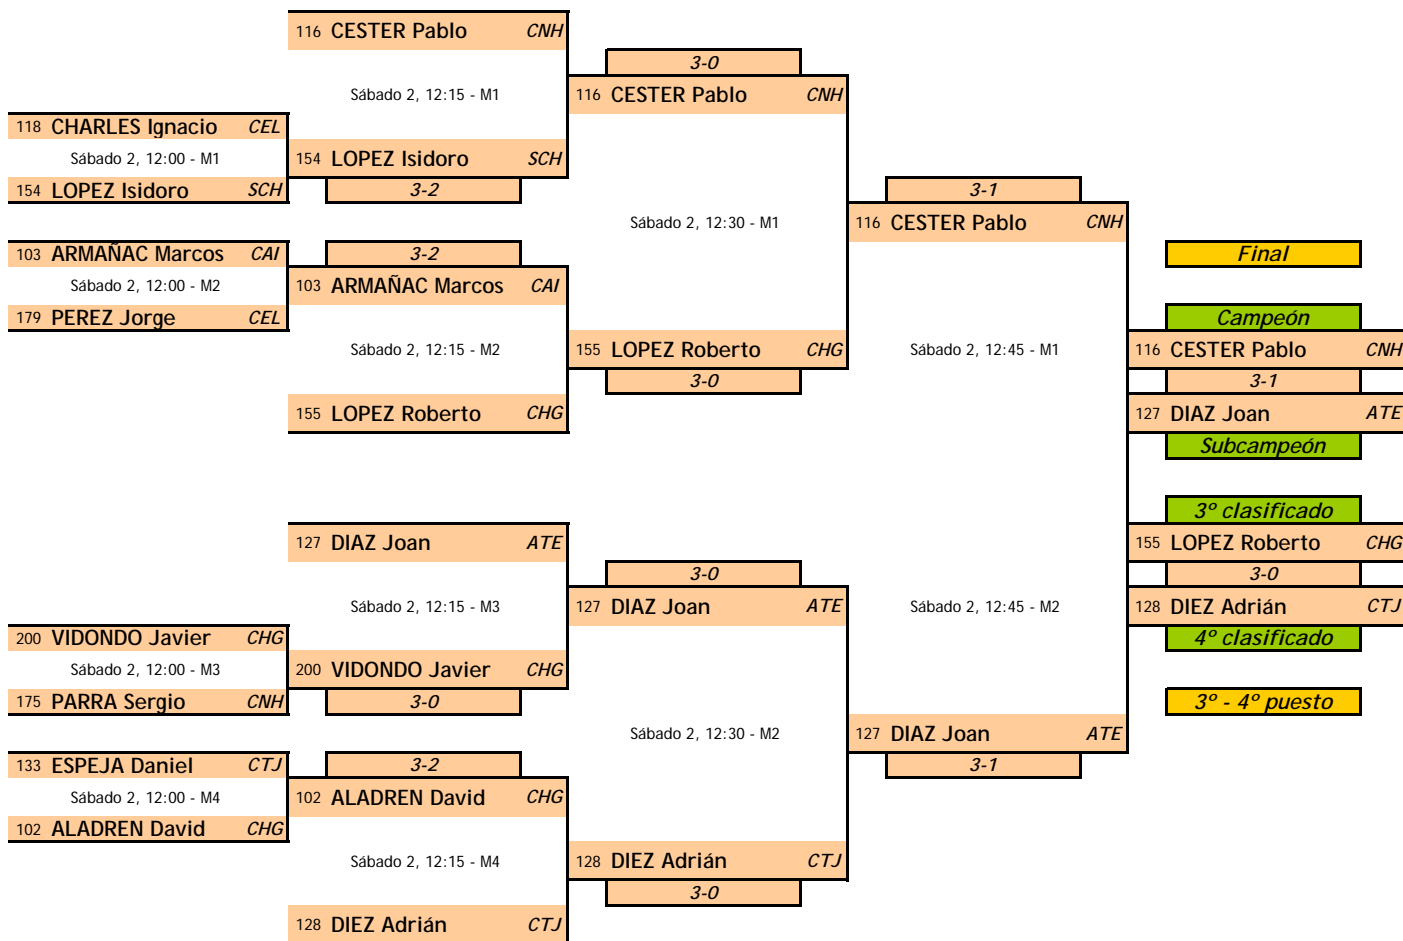 116 CESTER Pablo CNH
3-0
Sábado 2, 12:15 - M1
116 CESTER Pablo CNH
118 CHARLES Ignacio CEL
Sábado 2, 12:00 - M1
154 LOPEZ Isidoro SCH
154 LOPEZ Isidoro SCH
3-2
3-1
Sábado 2, 12:30 - M1
116 CESTER Pablo CNH
103 ARMAÑAC Marcos CAI
3-2
Final
Sábado 2, 12:00 - M2
103 ARMAÑAC Marcos CAI
179 PEREZ Jorge CEL
Campeón
Sábado 2, 12:15 - M2
155 LOPEZ Roberto CHG
Sábado 2, 12:45 - M1
116 CESTER Pablo CNH
3-0
3-1
155 LOPEZ Roberto CHG
127 DIAZ Joan ATE
Subcampeón
3º clasificado
127 DIAZ Joan ATE
155 LOPEZ Roberto CHG
3-0
3-0
Sábado 2, 12:15 - M3
127 DIAZ Joan ATE
Sábado 2, 12:45 - M2
128 DIEZ Adrián CTJ
200 VIDONDO Javier CHG
4º clasificado
Sábado 2, 12:00 - M3
200 VIDONDO Javier CHG
175 PARRA Sergio CNH
3-0
3º - 4º puesto
Sábado 2, 12:30 - M2
127 DIAZ Joan ATE
133 ESPEJA Daniel CTJ
3-2
3-1
Sábado 2, 12:00 - M4
102 ALADREN David CHG
102 ALADREN David CHG
Sábado 2, 12:15 - M4
128 DIEZ Adrián CTJ
3-0
128 DIEZ Adrián CTJ